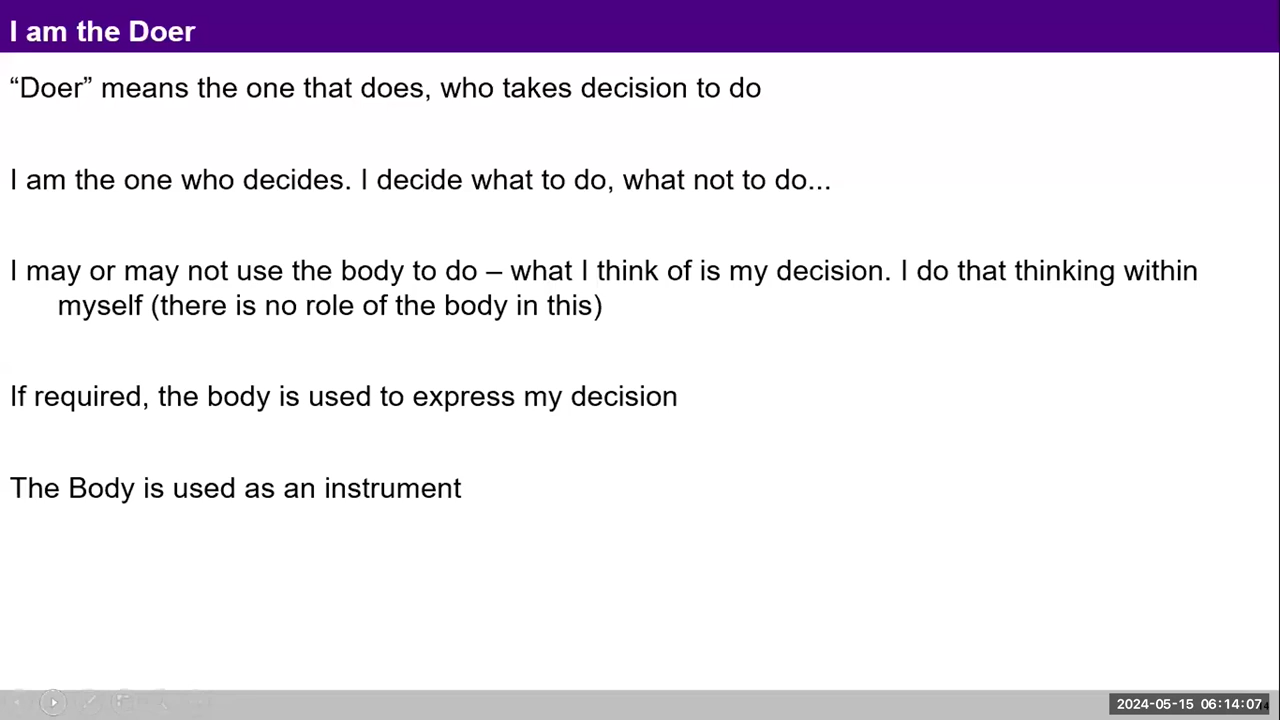 I am the Doer
“Doer” means the one that does, who takes decision to do
I am the one who decides. I decide what to do, what not to do...
I may or may not use the body to do – what I think of is my decision. I do that thinking within
myself (there is no role of the body in this)
If required, the body is used to express my decision
The Body is used as an instrument
2024-05-15 06:14:07